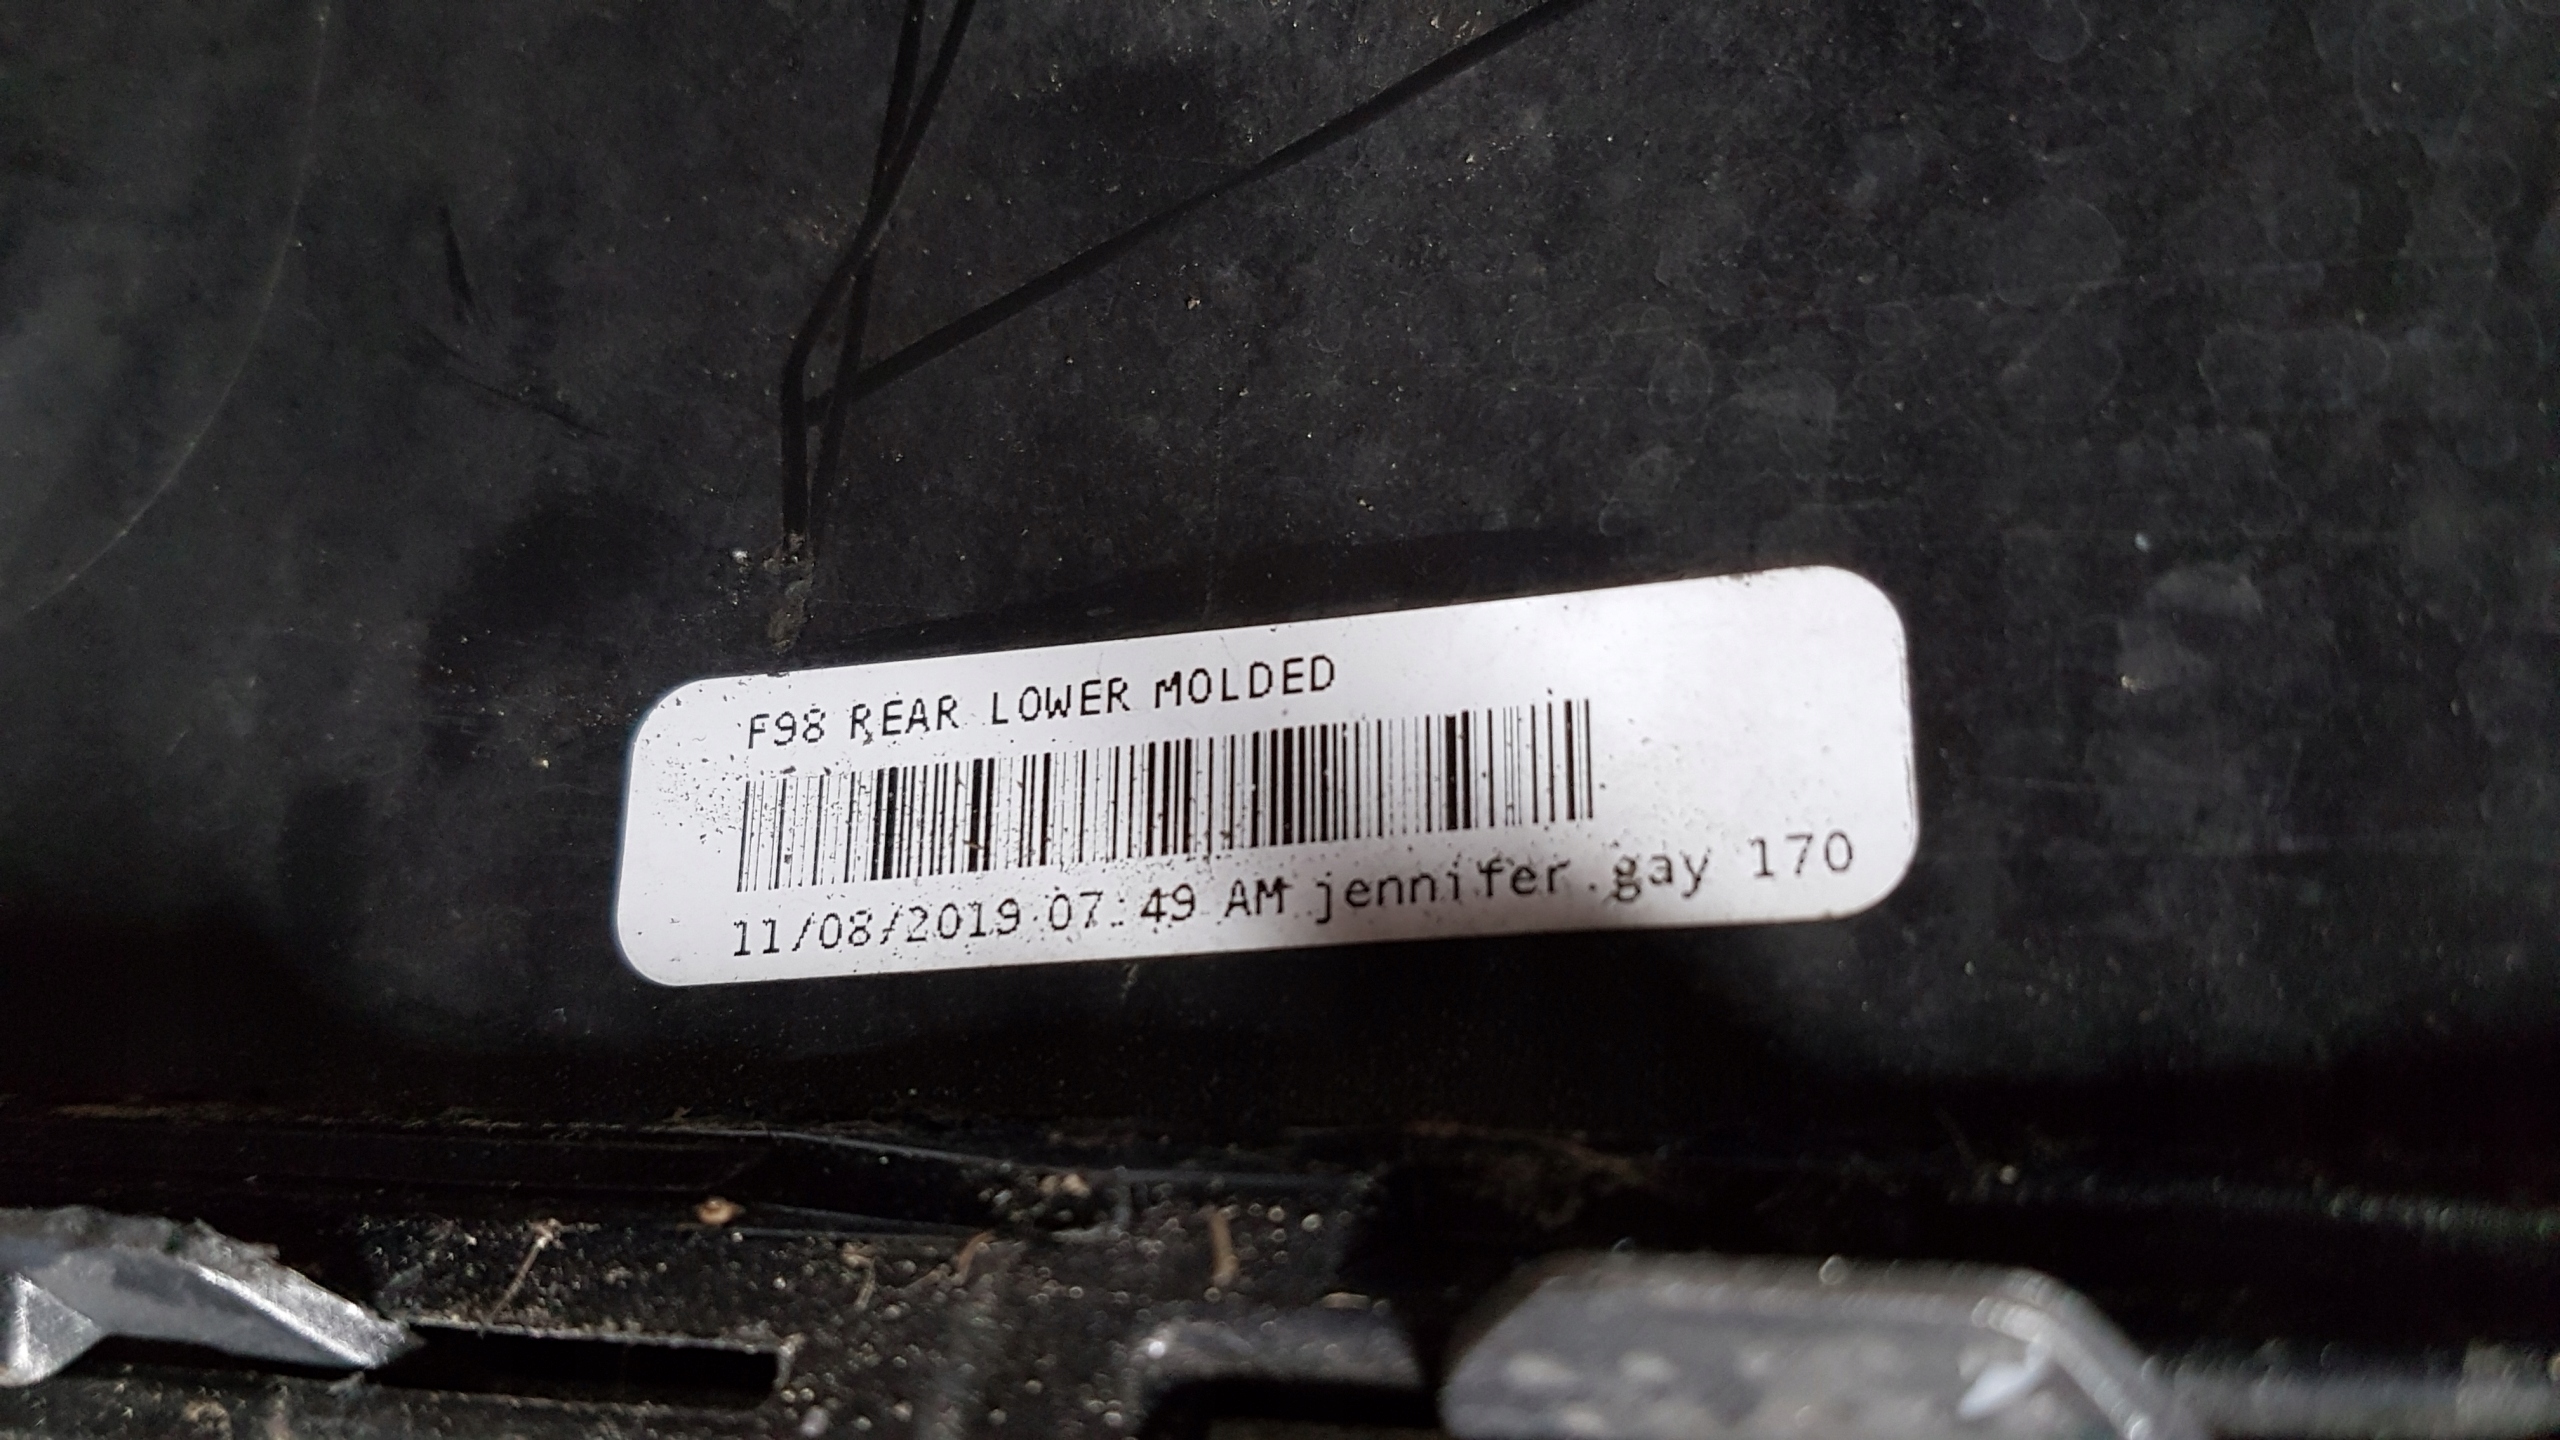 F98 REAR LOWER MOLDED
11/08/2019 07:49 AM jennifer.gay 170